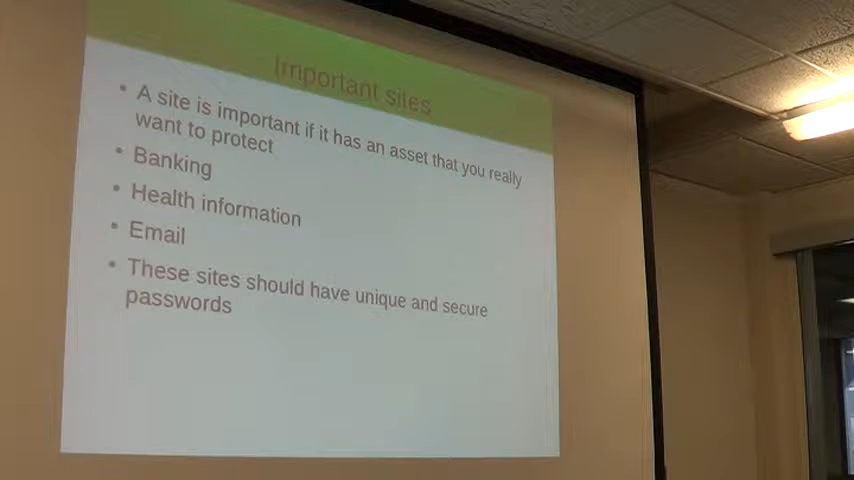 Important sites
• A site is important if it has an asset that you really
want to protect
• Banking
• Health information
• Email
• These sites should have unique and secure
passwords